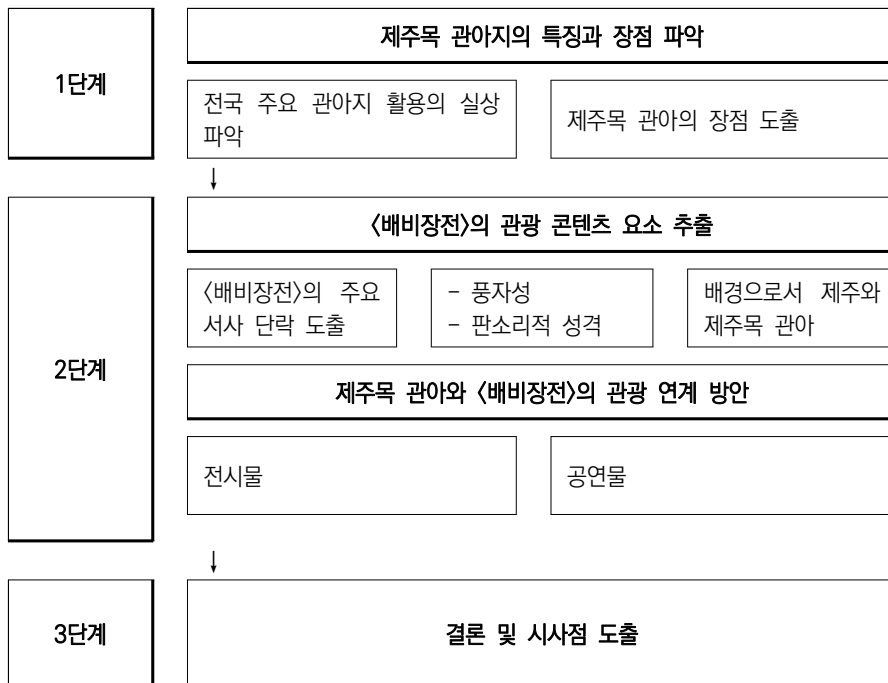 제주목 관아지의 특징과 장점 파악
1단계
전국 주요 관아지 활용의 실상
파악
제주목 관아의 장점 도출
↓
〈배비장전〉의 관광 콘텐츠 요소 추출
〈배비장전〉의 주요
서사 단락 도출
- 풍자성
- 판소리적 성격
배경으로서 제주와
제주목 관아
2단계
제주목 관아와 〈배비장전〉의 관광 연계 방안
전시물
공연물
↓
3단계
결론 및 시사점 도출